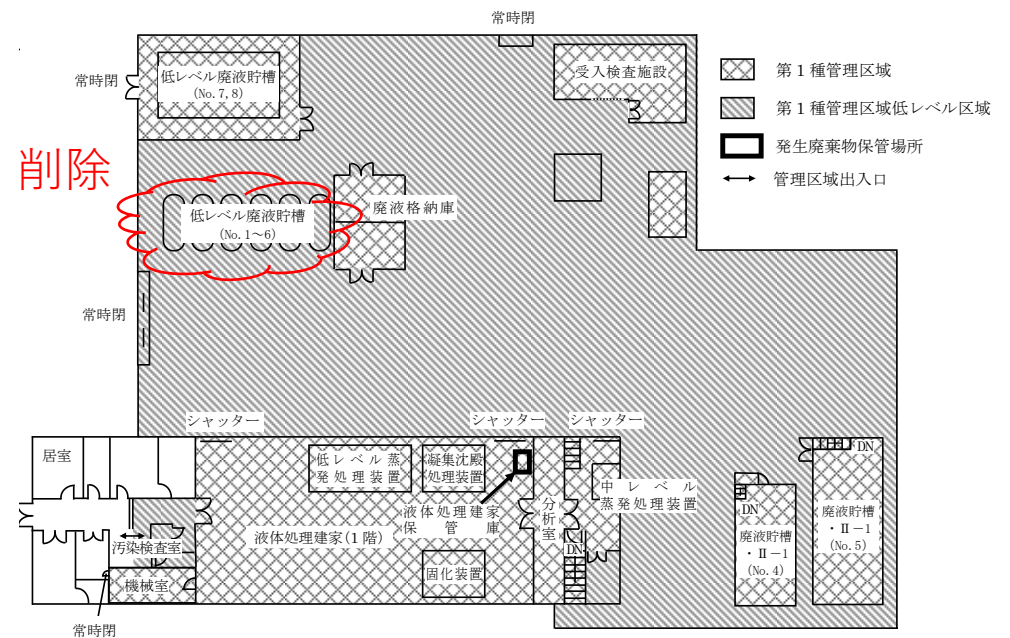 常時閉
常時閉
低レベル廃液貯槽
(No.7,8)
受入検査施設
第１種管理区域
第１種管理区域低レベル区域
発生廃棄物保管場所
管理区域出入口
削除
低レベル廃液貯槽
(No.1～6)
廃液格納庫
常時閉
シャッター
シャッター
シャッター
居室
低レベル蒸
発処理装置
凝集沈殿
処理装置
中レベル
蒸発処理装置
液体処理建家
保管庫
分析室
液体処理建家(1階)
汚染検査室
機械室
固化装置
DN
DN
DN
廃液貯槽
・Ⅱ－1
(No.4)
廃液貯槽
・Ⅱ－1
(No.5)
常時閉